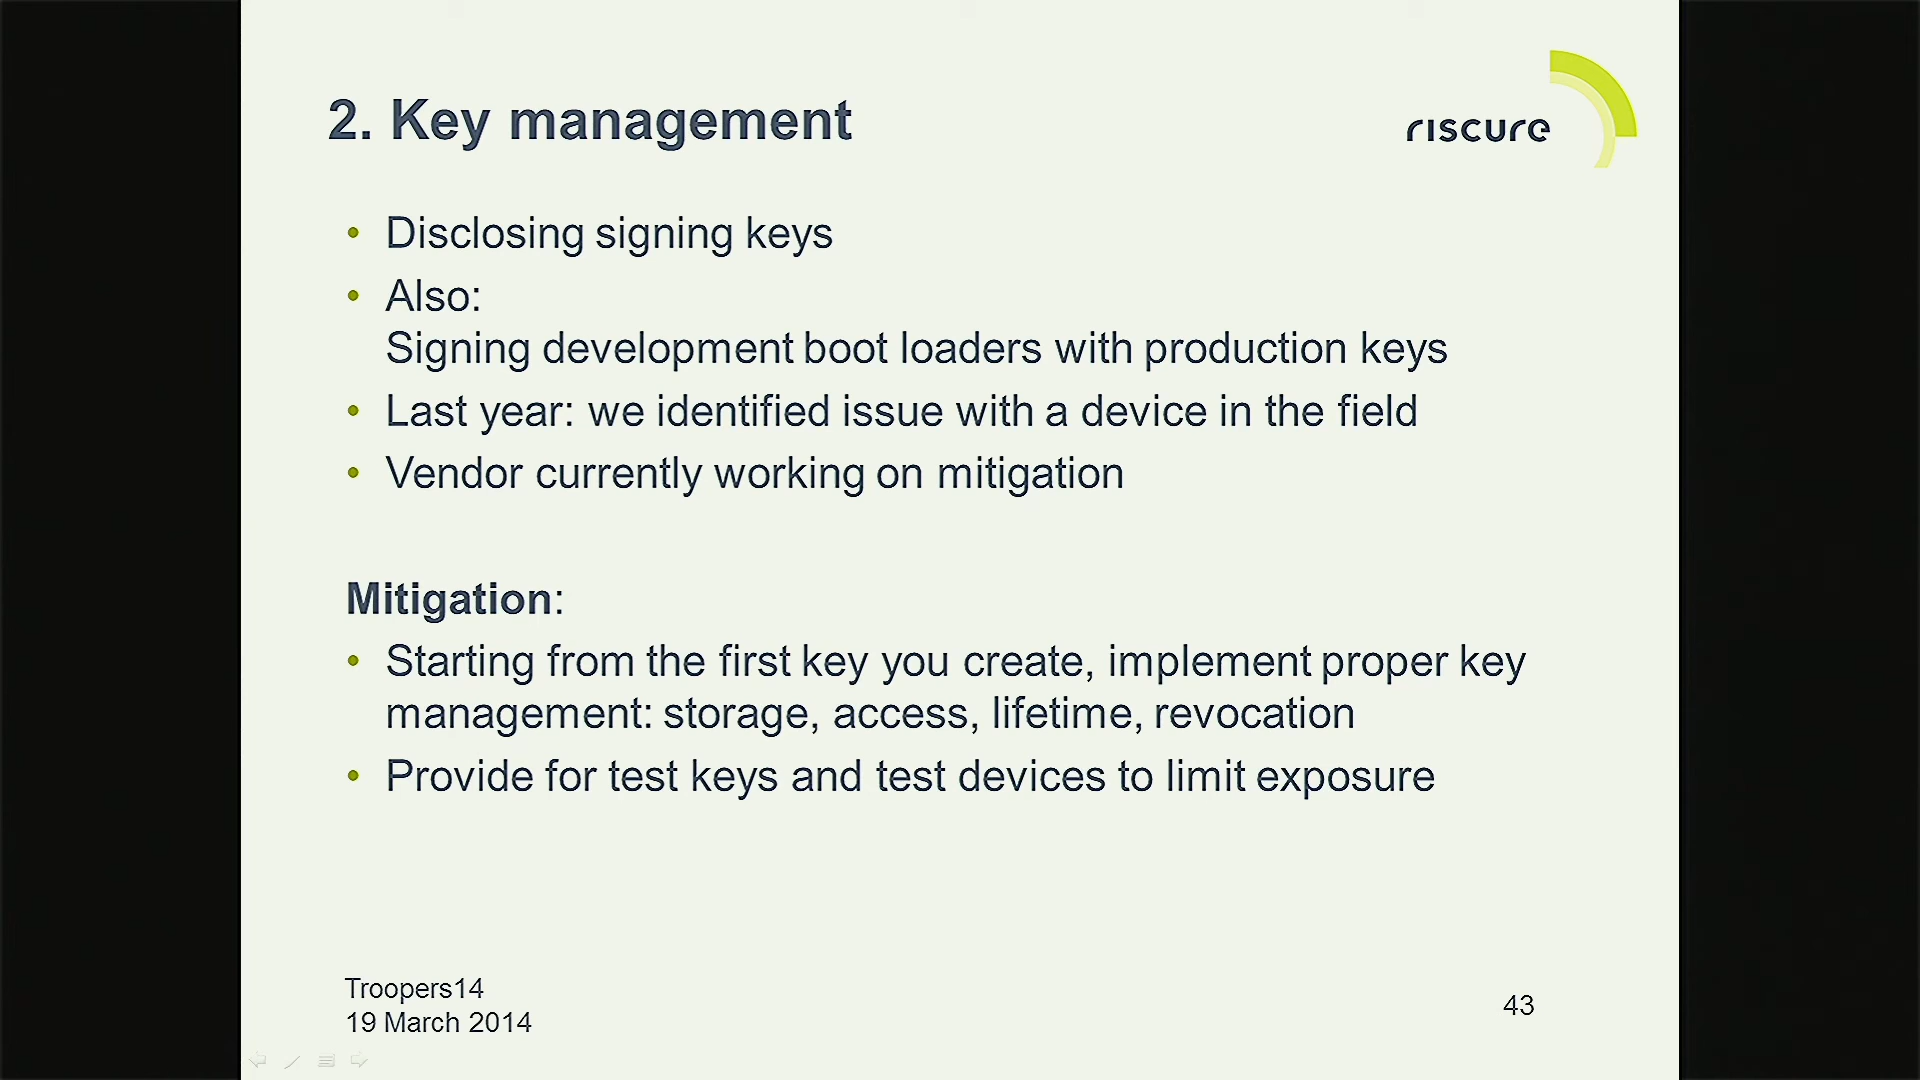 2. Key management
riscure
• Disclosing signing keys
• Also:
Signing development boot loaders with production keys
• Last year: we identified issue with a device in the field
• Vendor currently working on mitigation
Mitigation:
• Starting from the first key you create, implement proper key
management: storage, access, lifetime, revocation
• Provide for test keys and test devices to limit exposure
Troopers14
19 March 2014
43